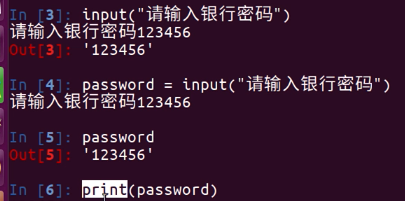 In [3]: input("请输入银行密码")
请输入银行密码123456
Out[3]: '123456'
In [4]: password = input("请输入银行密码")
请输入银行密码123456
In [5]: password
Out[5]: '123456'
In [6]: print(password)